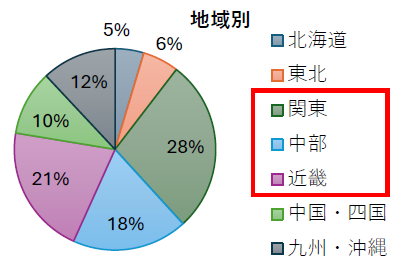 地域別
5%
6%
28%
18%
21%
10%
12%
北海道
東北
関東
中部
近畿
中国・四国
九州・沖縄